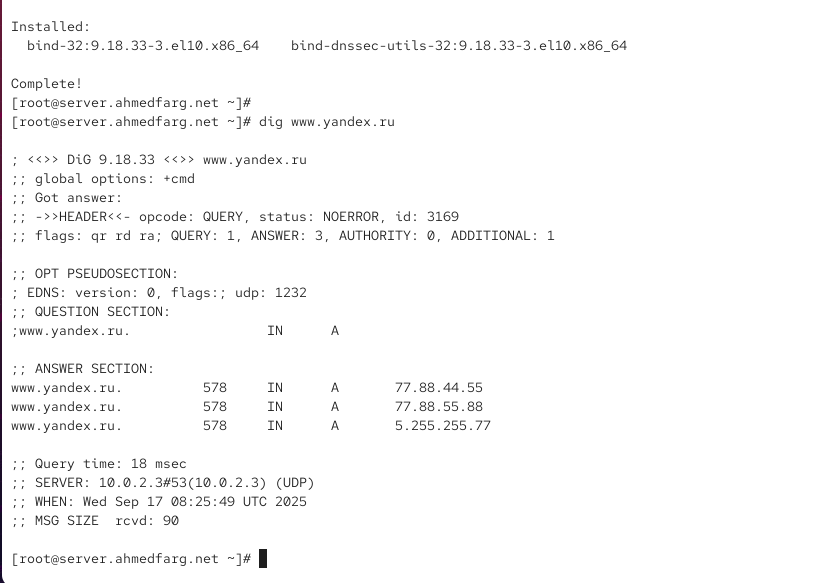 Installed:
  bind-32:9.18.33-3.el10.x86_64    bind-dnssec-utils-32:9.18.33-3.el10.x86_64

Complete!
[root@server.ahmedfarg.net ~]#
[root@server.ahmedfarg.net ~]# dig www.yandex.ru

; <<>> DiG 9.18.33 <<>> www.yandex.ru
;; global options: +cmd
;; Got answer:
;; ->>HEADER<<- opcode: QUERY, status: NOERROR, id: 3169
;; flags: qr rd ra; QUERY: 1, ANSWER: 3, AUTHORITY: 0, ADDITIONAL: 1

;; OPT PSEUDOSECTION:
; EDNS: version: 0, flags:; udp: 1232
;; QUESTION SECTION:
;www.yandex.ru.                 IN      A

;; ANSWER SECTION:
www.yandex.ru.          578     IN      A       77.88.44.55
www.yandex.ru.          578     IN      A       77.88.55.88
www.yandex.ru.          578     IN      A       5.255.255.77

;; Query time: 18 msec
;; SERVER: 10.0.2.3#53(10.0.2.3) (UDP)
;; WHEN: Wed Sep 17 08:25:49 UTC 2025
;; MSG SIZE  rcvd: 90

[root@server.ahmedfarg.net ~]#